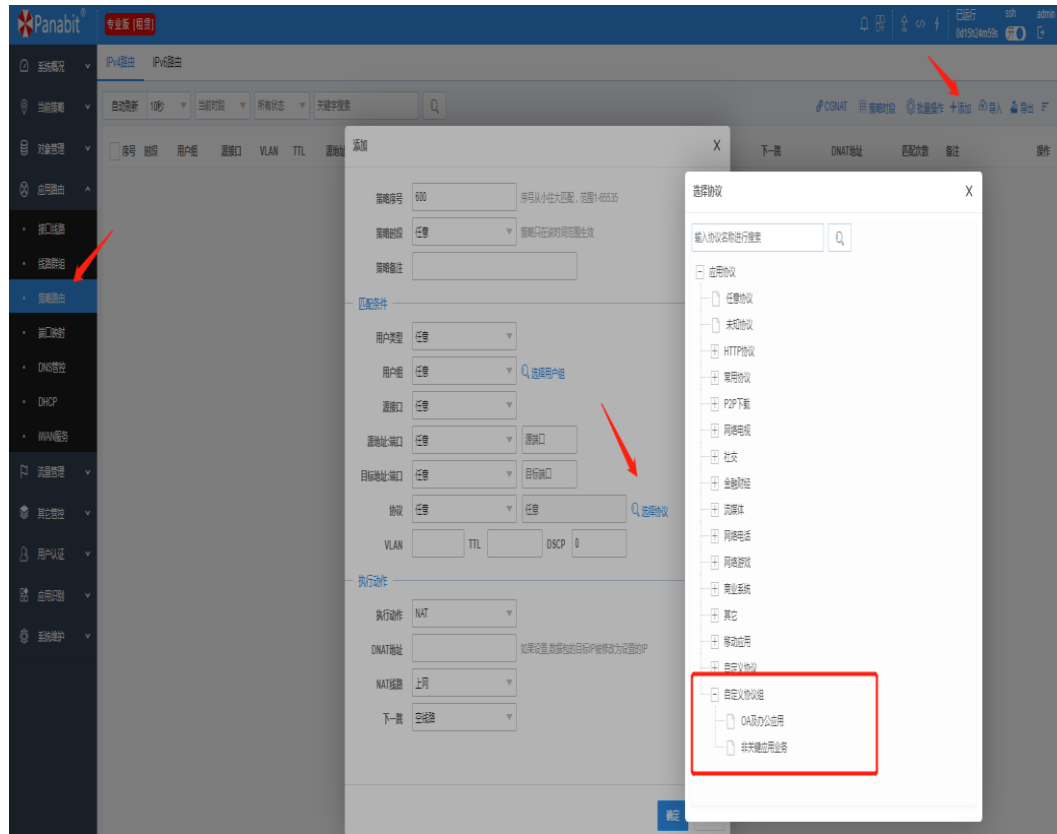 Panabit®
专业版 [租赁]
已运行 ssh admin
0d15h24m59s 开
系统概况
当前策略
对象管理
应用路由
接口线路
线路群组
策略路由
端口映射
DNS管控
DHCP
iWAN服务
流量管理
其它管控
用户认证
应用识别
系统维护
IPv4路由 IPv6路由
自动刷新 10秒 当前时段 所有状态 关键字搜索 CGNAT 策略时段 批量操作 添加 导入 导出
序号 时段 用户组 源接口 VLAN TTL 源地址 下一跳 DNAT地址 匹配次数 备注 操作
添加 X
策略序号 600 序号从小往大匹配，范围1-65535
策略时段 任意 策略只在该时间范围生效
策略备注
匹配条件
用户类型 任意
用户组 任意 选择用户组
源接口 任意
源地址:端口 任意 源端口
目标地址:端口 任意 目标端口
协议 任意 任意 选择协议
VLAN TTL DSCP 0
执行动作
执行动作 NAT
DNAT地址 如果设置,数据包的目标IP被修改为设置的IP
NAT线路 上网
下一跳 空线路
确定
选择协议 X
输入协议名称进行搜索
应用协议
任意协议
未知协议
HTTP协议
常用协议
P2P下载
网络电视
社交
金融财经
流媒体
网络电话
网络游戏
商业系统
其它
移动应用
自定义协议
自定义协议组
OA及办公应用
非关键应用业务